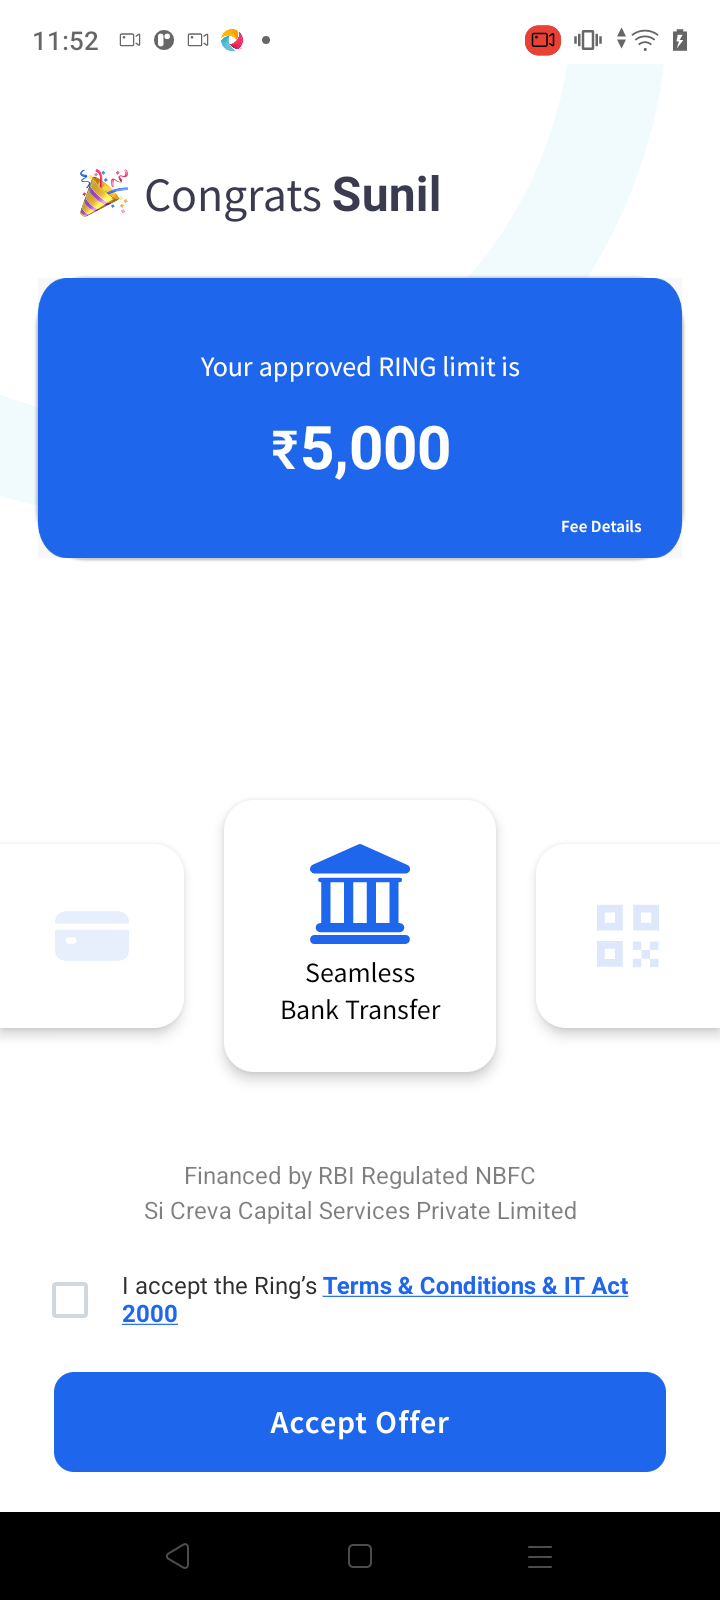 11:52
Congrats Sunil
Your approved RING limit is
₹5,000
Fee Details
Seamless
Bank Transfer
Financed by RBI Regulated NBFC
Si Creva Capital Services Private Limited
I accept the Ring’s Terms & Conditions & IT Act
2000
Accept Offer